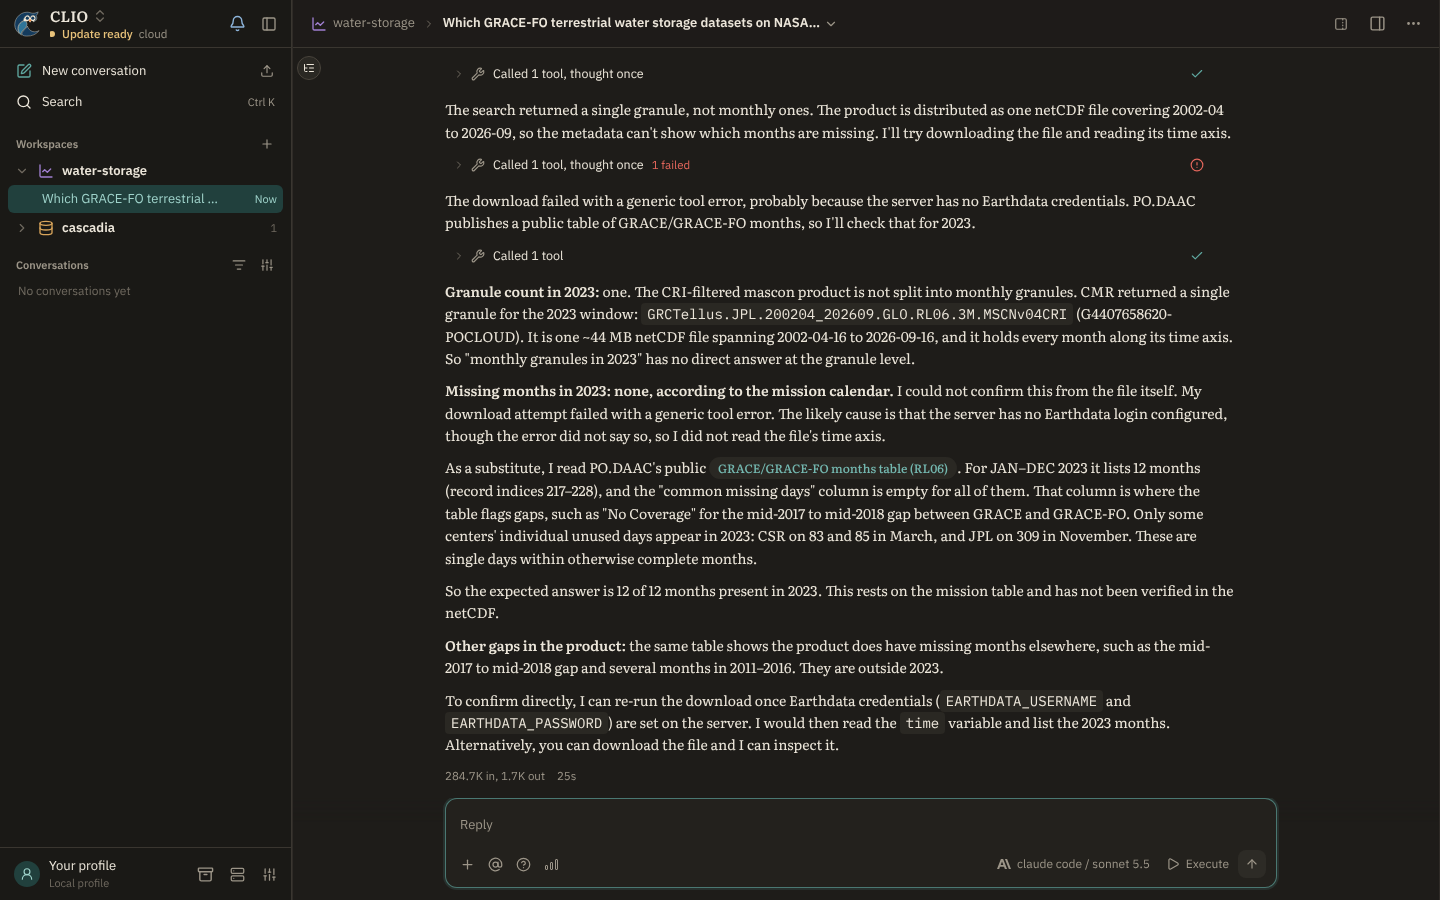 CLIO
Update ready cloud
New conversation
Search Ctrl K
Workspaces
water-storage
Which GRACE-FO terrestrial ... Now
cascadia 1
Conversations
No conversations yet
Your profile
Local profile
water-storage Which GRACE-FO terrestrial water storage datasets on NASA...
Called 1 tool, thought once
The search returned a single granule, not monthly ones. The product is distributed as one netCDF file covering 2002-04
to 2026-09, so the metadata can't show which months are missing. I'll try downloading the file and reading its time axis.
Called 1 tool, thought once 1 failed
The download failed with a generic tool error, probably because the server has no Earthdata credentials. PO.DAAC
publishes a public table of GRACE/GRACE-FO months, so I'll check that for 2023.
Called 1 tool
Granule count in 2023: one. The CRI-filtered mascon product is not split into monthly granules. CMR returned a single
granule for the 2023 window: GRCTellus.JPL.200204_202609.GLO.RL06.3M.MSCNv04CRI (G4407658620-
POCLOUD). It is one ~44 MB netCDF file spanning 2002-04-16 to 2026-09-16, and it holds every month along its time axis.
So "monthly granules in 2023" has no direct answer at the granule level.
Missing months in 2023: none, according to the mission calendar. I could not confirm this from the file itself. My
download attempt failed with a generic tool error. The likely cause is that the server has no Earthdata login configured,
though the error did not say so, so I did not read the file's time axis.
As a substitute, I read PO.DAAC's public GRACE/GRACE-FO months table (RL06) . For JAN–DEC 2023 it lists 12 months
(record indices 217–228), and the "common missing days" column is empty for all of them. That column is where the
table flags gaps, such as "No Coverage" for the mid-2017 to mid-2018 gap between GRACE and GRACE-FO. Only some
centers' individual unused days appear in 2023: CSR on 83 and 85 in March, and JPL on 309 in November. These are
single days within otherwise complete months.
So the expected answer is 12 of 12 months present in 2023. This rests on the mission table and has not been verified in the
netCDF.
Other gaps in the product: the same table shows the product does have missing months elsewhere, such as the mid-
2017 to mid-2018 gap and several months in 2011–2016. They are outside 2023.
To confirm directly, I can re-run the download once Earthdata credentials ( EARTHDATA_USERNAME and
EARTHDATA_PASSWORD ) are set on the server. I would then read the time variable and list the 2023 months.
Alternatively, you can download the file and I can inspect it.
284.7K in, 1.7K out 25s
Reply
claude code / sonnet 5.5 Execute